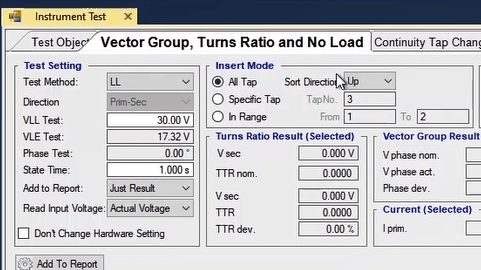 Instrument Test
Test Object
Vector Group, Turns Ratio and No Load
Continuity Tap Chang
Test Setting
Test Method: LL
Direction Prim-Sec
VLL Test 30.00 V
VLE Test 17.32 V
Phase Test: 0.00 °
State Time: 1.000 s
Add to Report: Just Result
Read Input Voltage: Actual Voltage
Don't Change Hardware Setting
Add To Report
Insert Mode
All Tap Sort Direction Up
Specific Tap TapNo. 3
In Range From 1 To 2
Turns Ratio Result (Selected)
V sec 0.000 V
TTR nom. 0.0000
V sec 0.000 V
TTR 0.0000
TTR dev. 0.00 %
Vector Group Result
V phase nom.
V phase act.
Phase dev.
Current (Selected)
I prim.